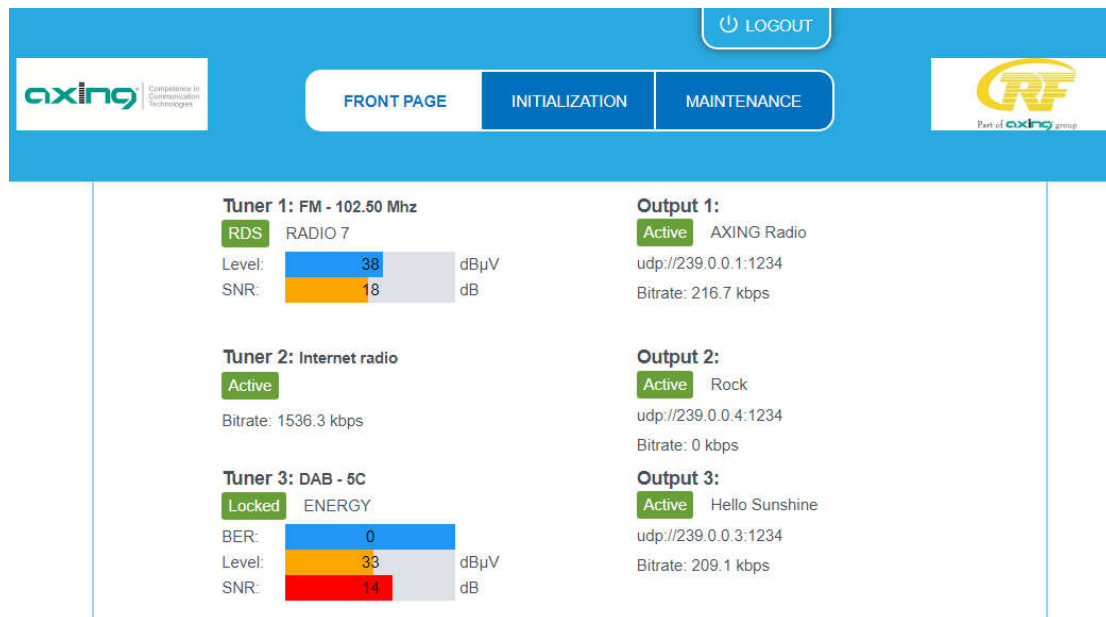 LOGOUT
axing Competence in
Communication
Technologies
FRONT PAGE INITIALIZATION MAINTENANCE
CRF
Part of axing group
Tuner 1: FM - 102.50 Mhz
RDS RADIO 7
Level: 38 dBμV
SNR: 18 dB
Output 1:
Active AXING Radio
udp://239.0.0.1:1234
Bitrate: 216.7 kbps
Tuner 2: Internet radio
Active
Bitrate: 1536.3 kbps
Output 2:
Active Rock
udp://239.0.0.4:1234
Bitrate: 0 kbps
Tuner 3: DAB - 5C
Locked ENERGY
BER: 0
Level: 33 dBμV
SNR: 14 dB
Output 3:
Active Hello Sunshine
udp://239.0.0.3:1234
Bitrate: 209.1 kbps